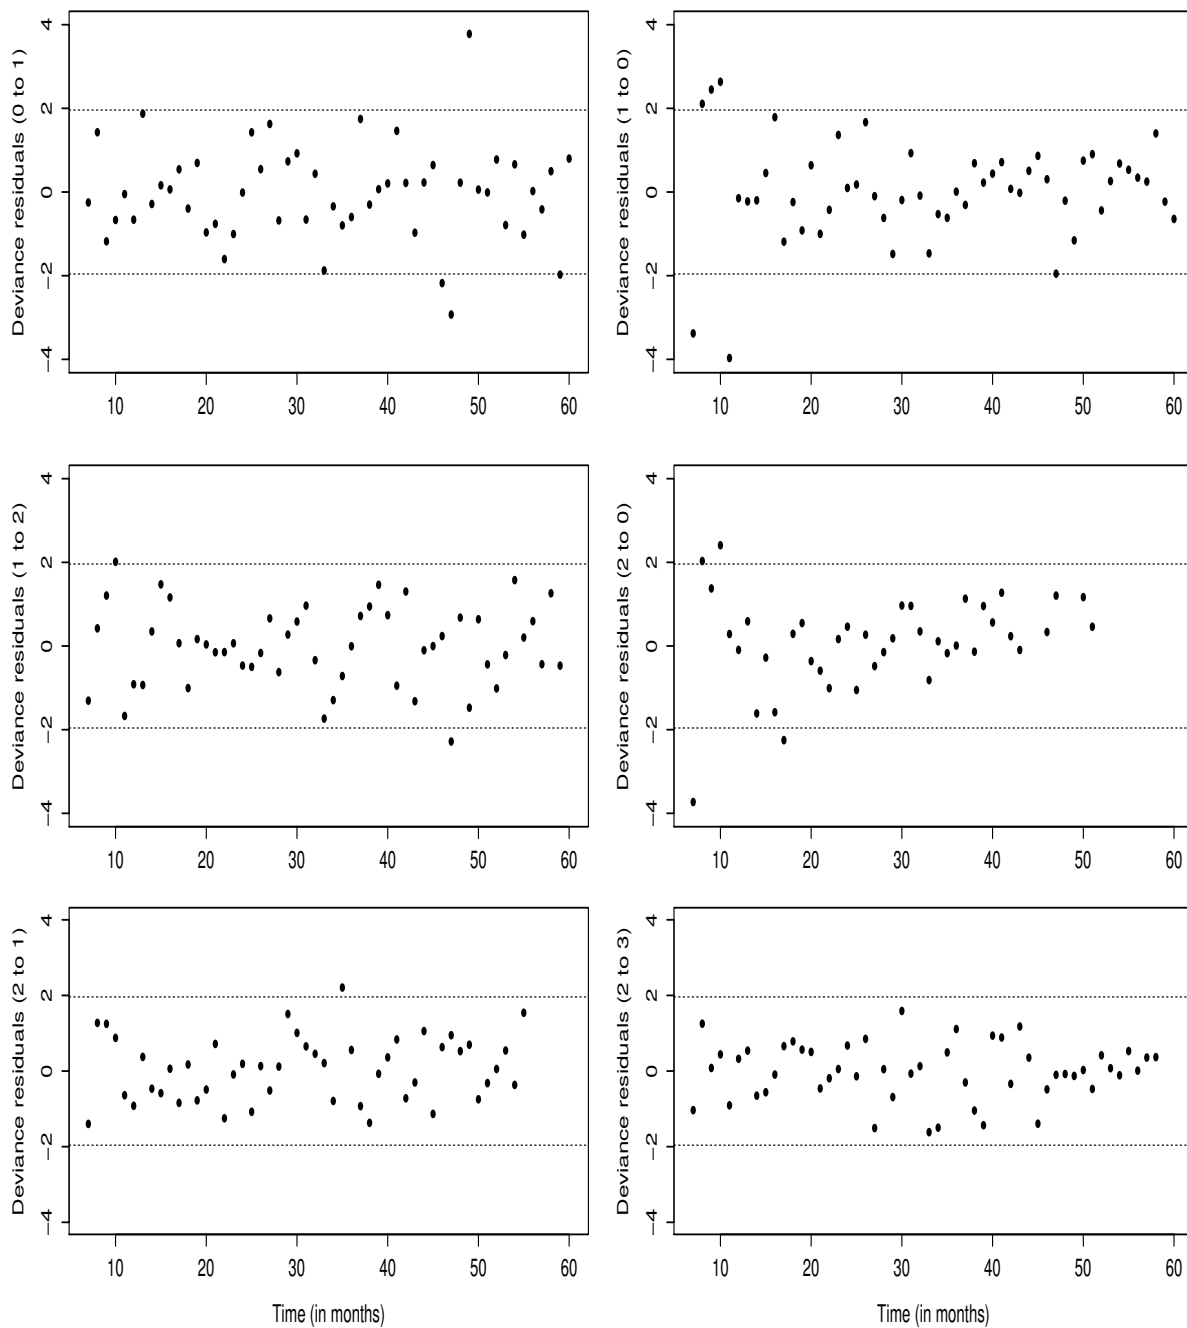 Deviance residuals (0 to 1)
4
2
0
−2
−4
10 20 30 40 50 60
Deviance residuals (1 to 0)
4
2
0
−2
−4
10 20 30 40 50 60
Deviance residuals (1 to 2)
4
2
0
−2
−4
10 20 30 40 50 60
Deviance residuals (2 to 0)
4
2
0
−2
−4
10 20 30 40 50 60
Deviance residuals (2 to 1)
4
2
0
−2
−4
10 20 30 40 50 60
Time (in months)
Deviance residuals (2 to 3)
4
2
0
−2
−4
10 20 30 40 50 60
Time (in months)